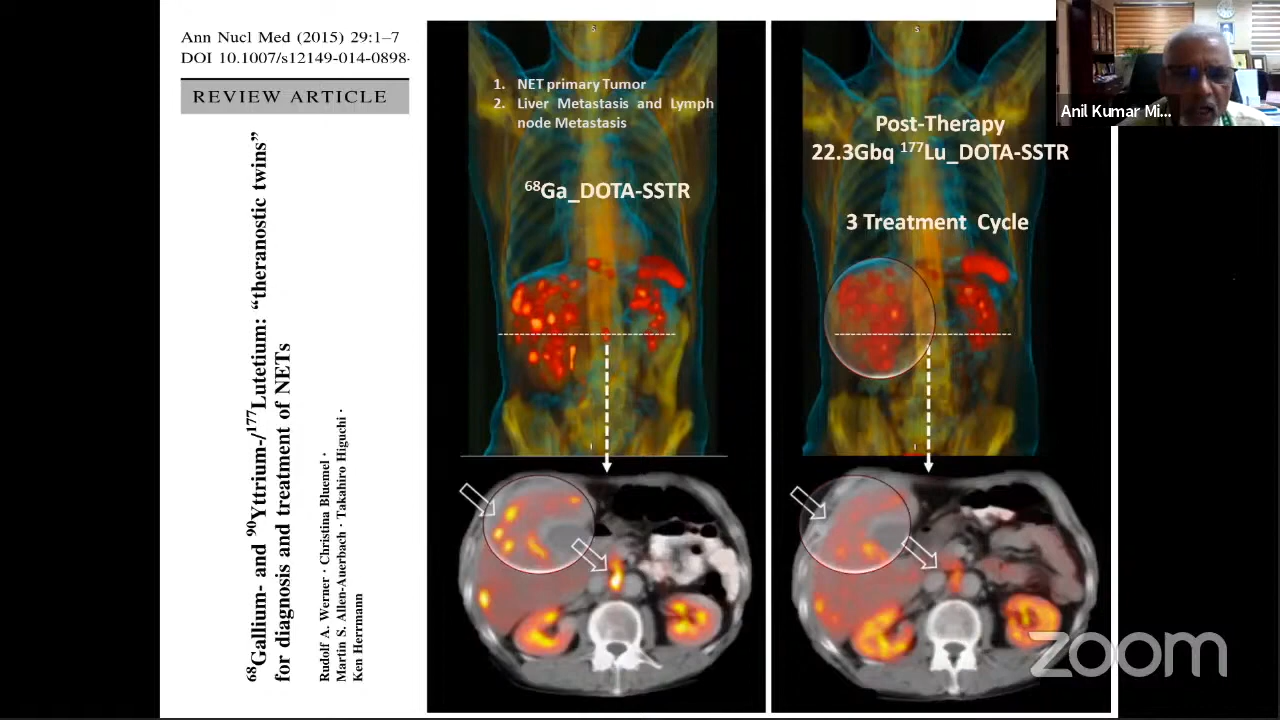 Ann Nucl Med (2015) 29:1–7
DOI 10.1007/s12149-014-0898-
REVIEW ARTICLE
⁶⁸Gallium- and ⁹⁰Yttrium-/¹⁷⁷Lutetium: “theranostic twins”
for diagnosis and treatment of NETs
Rudolf A. Werner · Christina Bluemel ·
Martin S. Allen-Auerbach · Takahiro Higuchi ·
Ken Herrmann
S
1. NET primary Tumor
2. Liver Metastasis and Lymph
node Metastasis
⁶⁸Ga_DOTA-SSTR
I
S
Post-Therapy
22.3Gbq ¹⁷⁷Lu_DOTA-SSTR
3 Treatment Cycle
I
Anil Kumar Mi...
zoom